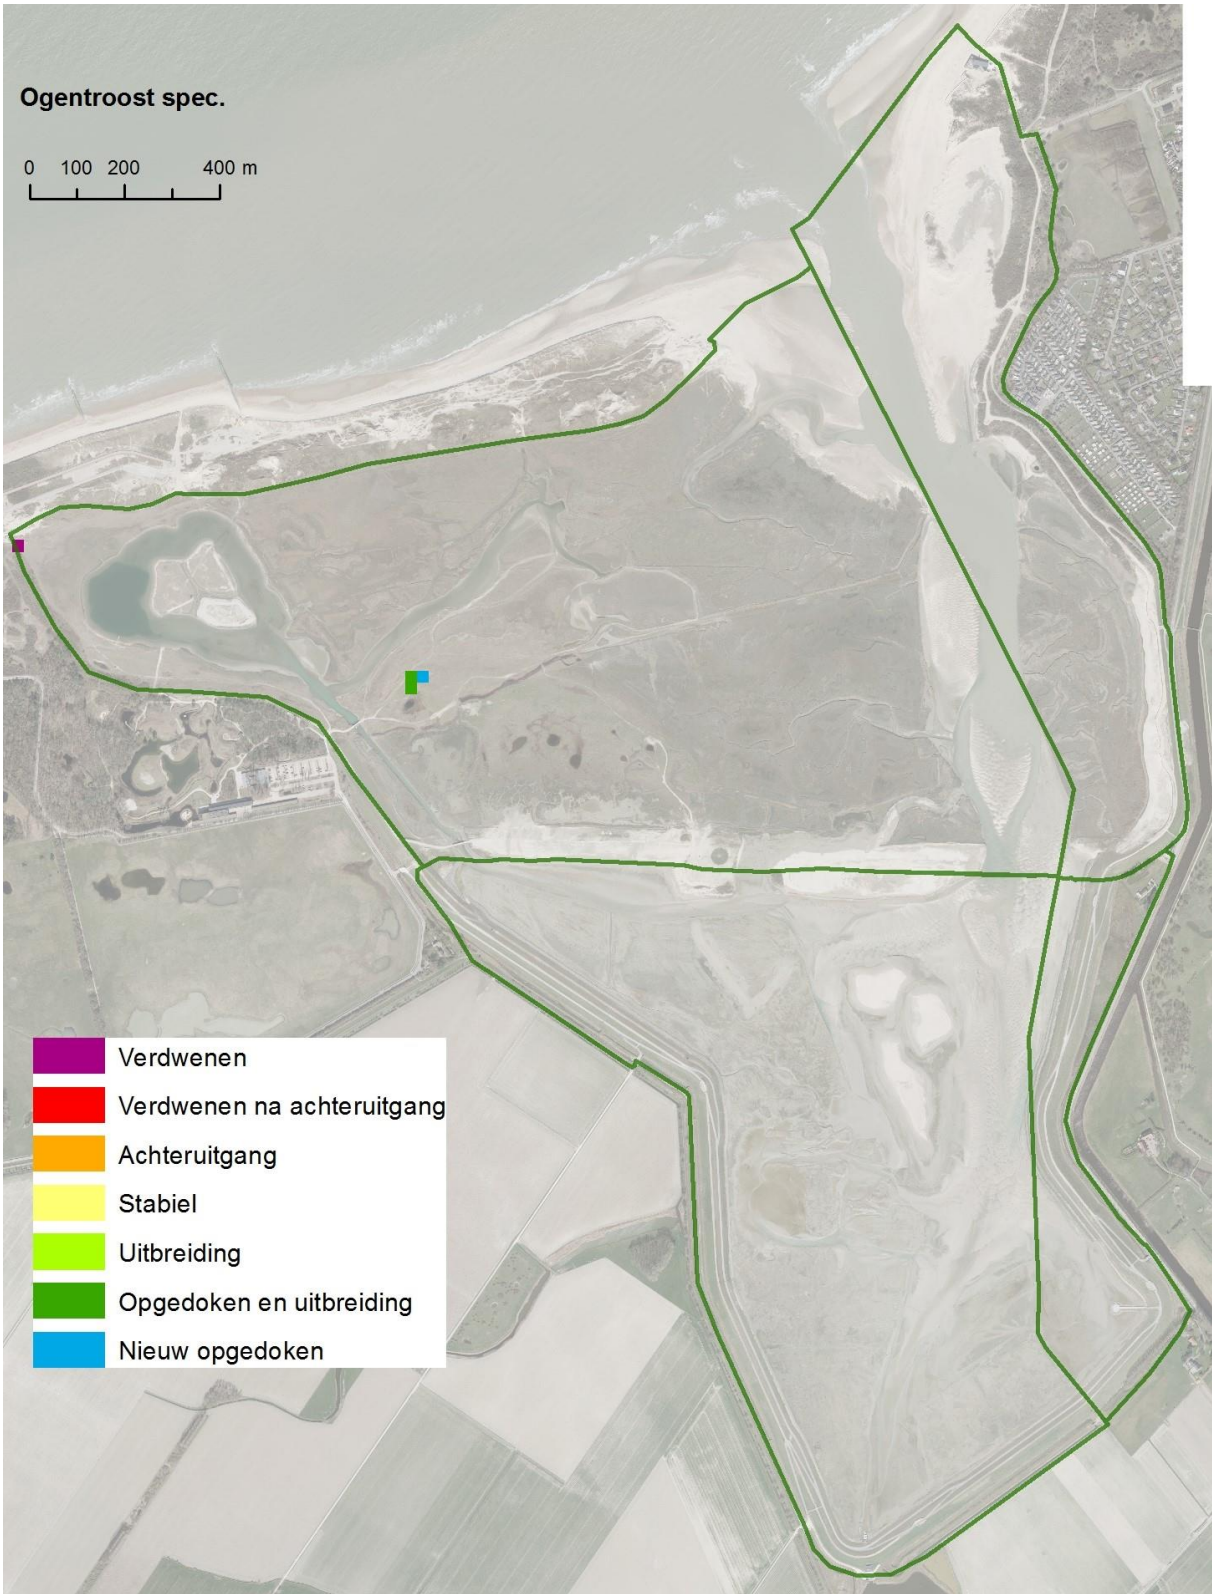 Ogentroost spec.
0 100 200 400 m
Verdwenen
Verdwenen na achteruitgang
Achteruitgang
Stabiel
Uitbreiding
Opgedoken en uitbreiding
Nieuw opgedoken